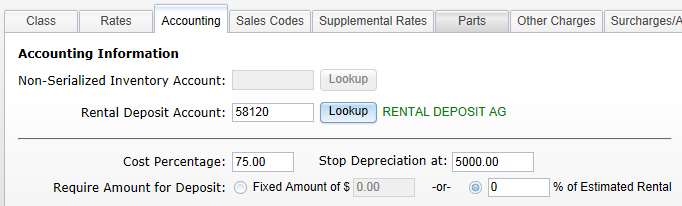 Class Rates Accounting Sales Codes Supplemental Rates Parts Other Charges Surcharges/A
Accounting Information
Non-Serialized Inventory Account: Lookup
Rental Deposit Account: 58120 Lookup RENTAL DEPOSIT AG
Cost Percentage: 75.00 Stop Depreciation at: 5000.00
Require Amount for Deposit: Fixed Amount of $ 0.00 -or- 0 % of Estimated Rental